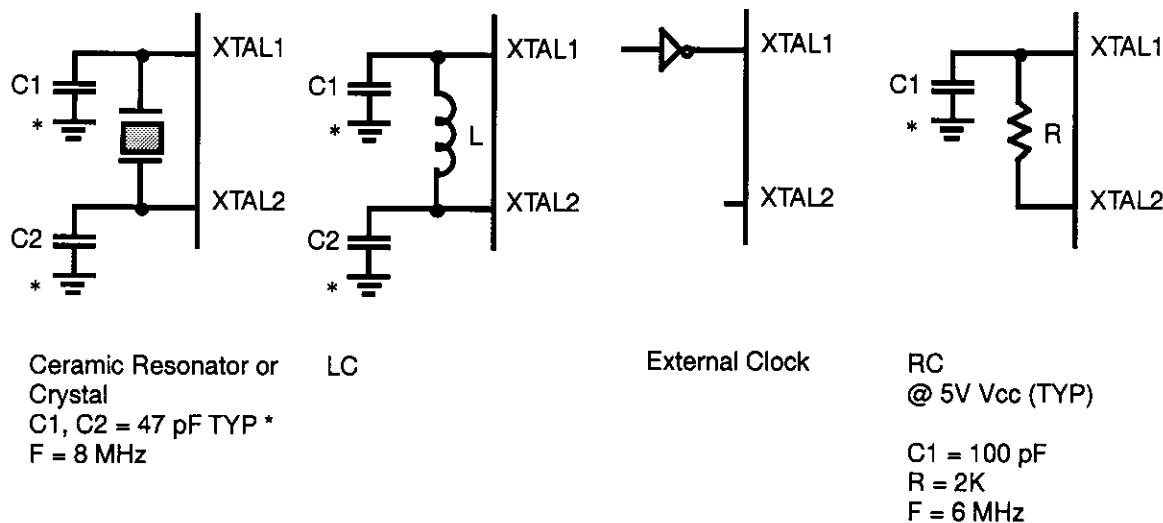 XTAL1
C1
*
XTAL2
C2
*
Ceramic Resonator or
Crystal
C1, C2 = 47 pF TYP *
F = 8 MHz
XTAL1
C1
*
L
XTAL2
C2
*
LC
XTAL1
XTAL2
External Clock
XTAL1
C1
*
R
XTAL2
RC
@ 5V Vcc (TYP)
C1 = 100 pF
R = 2K
F = 6 MHz